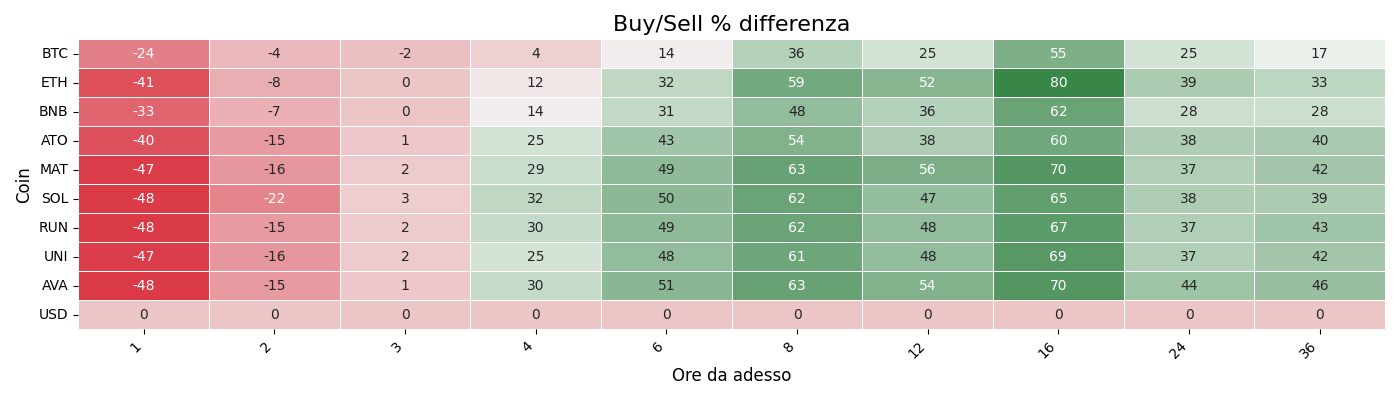 Buy/Sell % differenza
Coin
BTC -24 -4 -2 4 14 36 25 55 25 17
ETH -41 -8 0 12 32 59 52 80 39 33
BNB -33 -7 0 14 31 48 36 62 28 28
ATO -40 -15 1 25 43 54 38 60 38 40
MAT -47 -16 2 29 49 63 56 70 37 42
SOL -48 -22 3 32 50 62 47 65 38 39
RUN -48 -15 2 30 49 62 48 67 37 43
UNI -47 -16 2 25 48 61 48 69 37 42
AVA -48 -15 1 30 51 63 54 70 44 46
USD 0 0 0 0 0 0 0 0 0 0
1 2 3 4 6 8 12 16 24 36
Ore da adesso